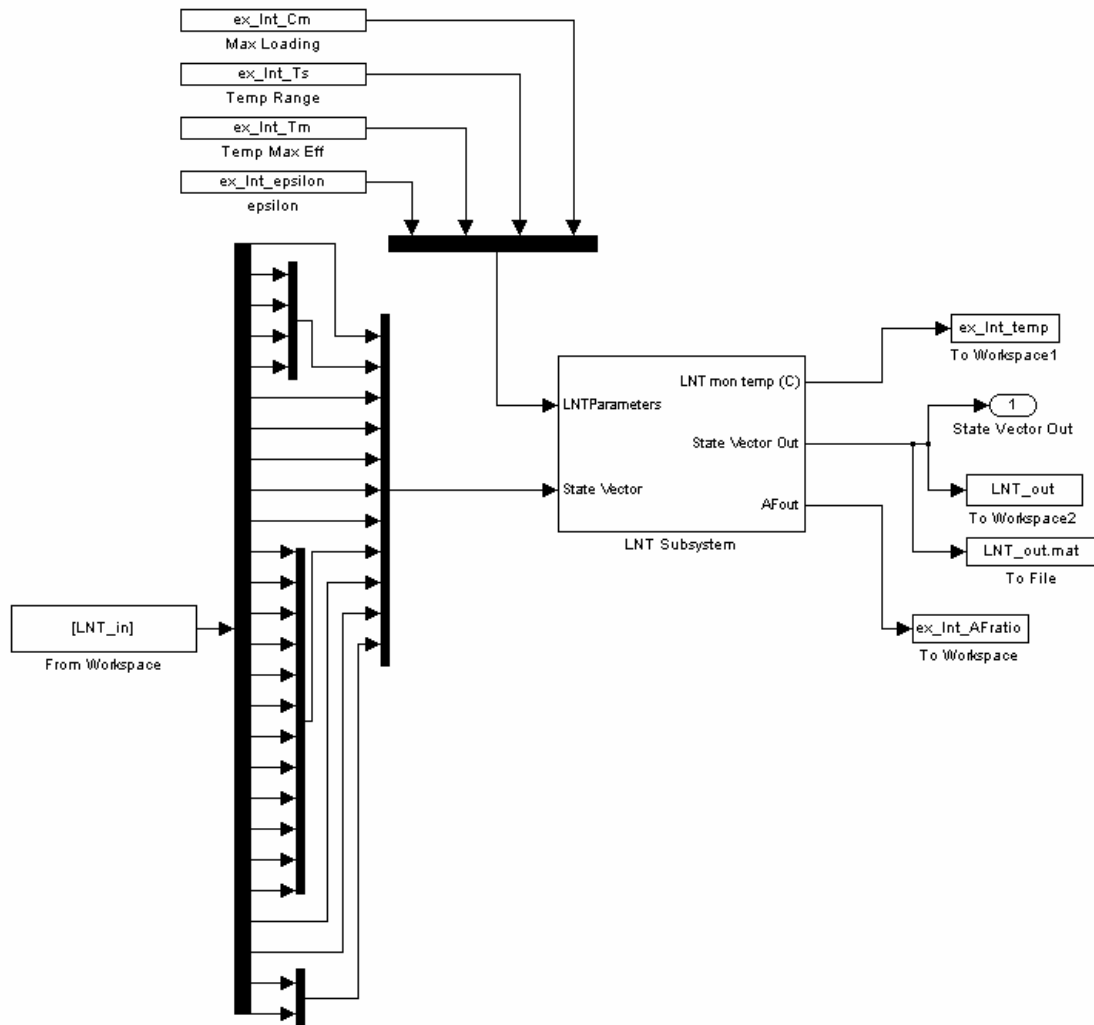 ex_Int_Cm
Max Loading
ex_Int_Ts
Temp Range
ex_Int_Tm
Temp Max Eff
ex_Int_epsilon
epsilon
LNTParameters
State Vector
LNT mon temp (C)
State Vector Out
AFout
LNT Subsystem
ex_Int_temp
To Workspace1
1
State Vector Out
LNT_out
To Workspace2
LNT_out.mat
To File
ex_Int_AFratio
To Workspace
[LNT_in]
From Workspace